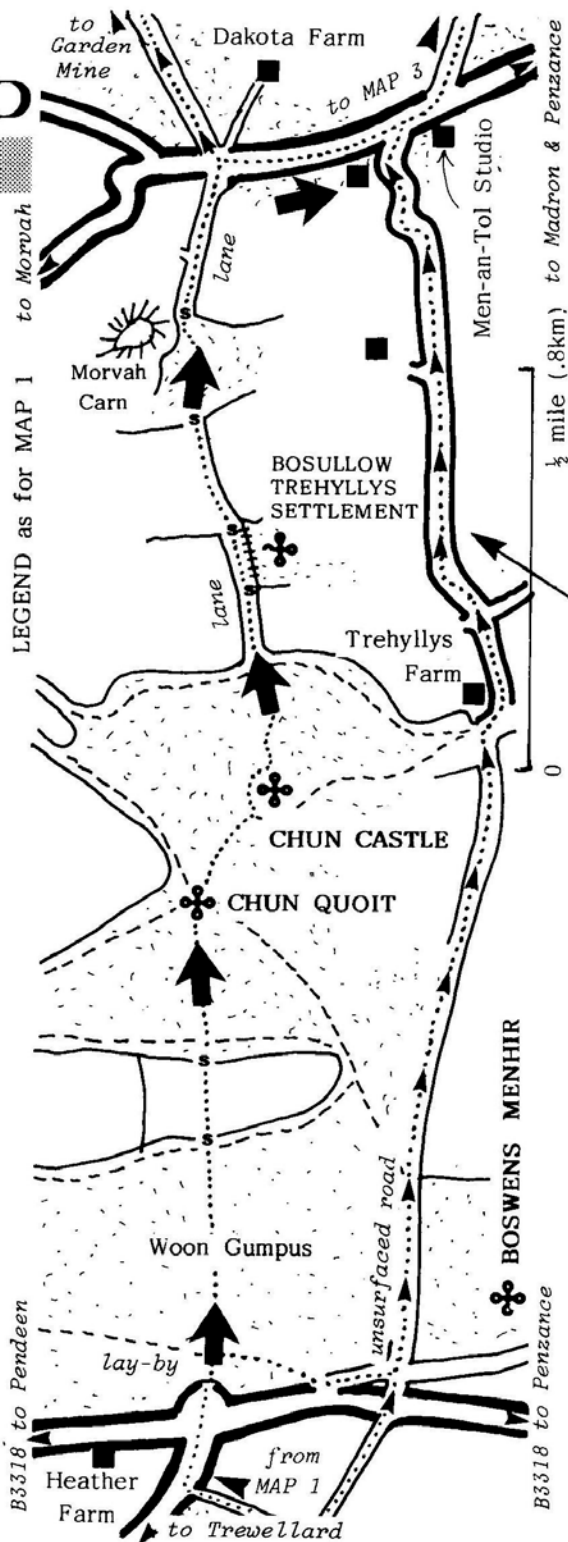 to
Garden
Mine
Dakota Farm
to MAP 3
to Morvah
LEGEND as for MAP 1
lane
Men-an-Tol Studio
to Madron & Penzance
Morvah
Carn
s
s
BOSULLOW
TREHYLLYS
SETTLEMENT
s
s
lane
½ mile (.8km)
0
Trehyllys
Farm
CHUN CASTLE
CHUN QUOIT
s
s
Woon Gumpus
unsurfaced road
BOSWENS MENHIR
lay-by
B3318 to Pendeen
B3318 to Penzance
Heather
Farm
from
MAP 1
to Trewellard